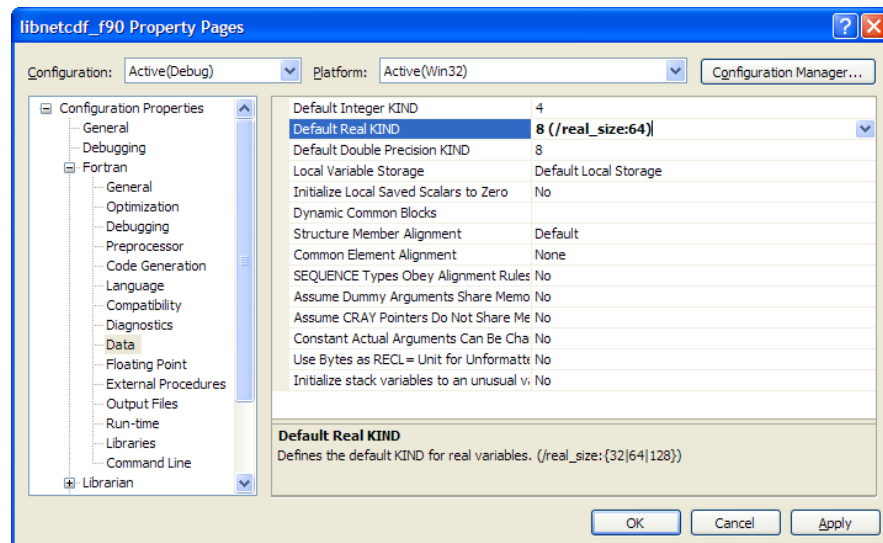 libnetcdf_f90 Property Pages
Configuration: Active(Debug) Platform: Active(Win32) Configuration Manager...
Configuration Properties
General
Debugging
Fortran
General
Optimization
Debugging
Preprocessor
Code Generation
Language
Compatibility
Diagnostics
Data
Floating Point
External Procedures
Output Files
Run-time
Libraries
Command Line
Librarian
Default Integer KIND 4
Default Real KIND 8 (/real_size:64)
Default Double Precision KIND 8
Local Variable Storage Default Local Storage
Initialize Local Saved Scalars to Zero No
Dynamic Common Blocks
Structure Member Alignment Default
Common Element Alignment None
SEQUENCE Types Obey Alignment Rules No
Assume Dummy Arguments Share Memo No
Assume CRAY Pointers Do Not Share Me No
Constant Actual Arguments Can Be Cha No
Use Bytes as RECL= Unit for Unformatte No
Initialize stack variables to an unusual va No
Default Real KIND
Defines the default KIND for real variables. (/real_size:{32|64|128})
OK Cancel Apply